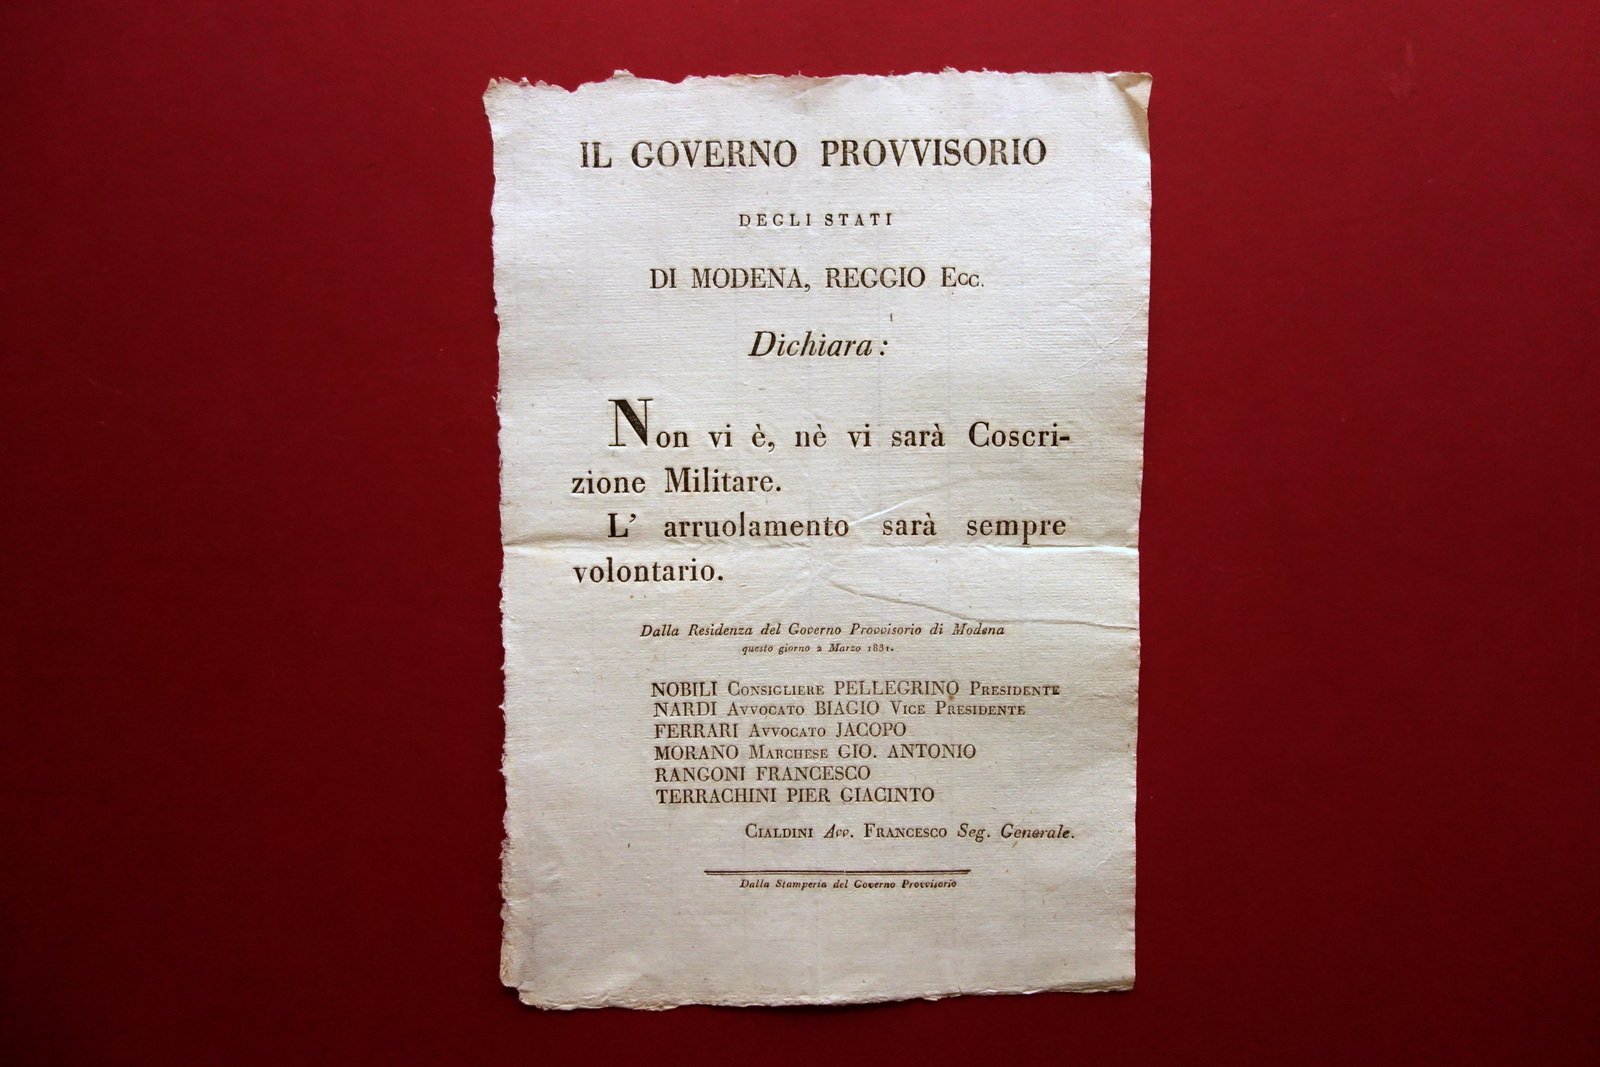 IL GOVERNO PROVVISORIO
DEGLI STATI
DI MODENA, REGGIO Ecc.
Dichiara:
Non vi è, nè vi sarà Coscri-
zione Militare.
L' arruolamento sarà sempre
volontario.
Dalla Residenza del Governo Provvisorio di Modena
questo giorno 2 Marzo 1831.
NOBILI Consigliere PELLEGRINO Presidente
NARDI Avvocato BIAGIO Vice Presidente
FERRARI Avvocato JACOPO
MORANO Marchese GIO. ANTONIO
RANGONI FRANCESCO
TERRACHINI PIER GIACINTO
Cialdini Avv. Francesco Seg. Generale.
Dalla Stamperia del Governo Provvisorio